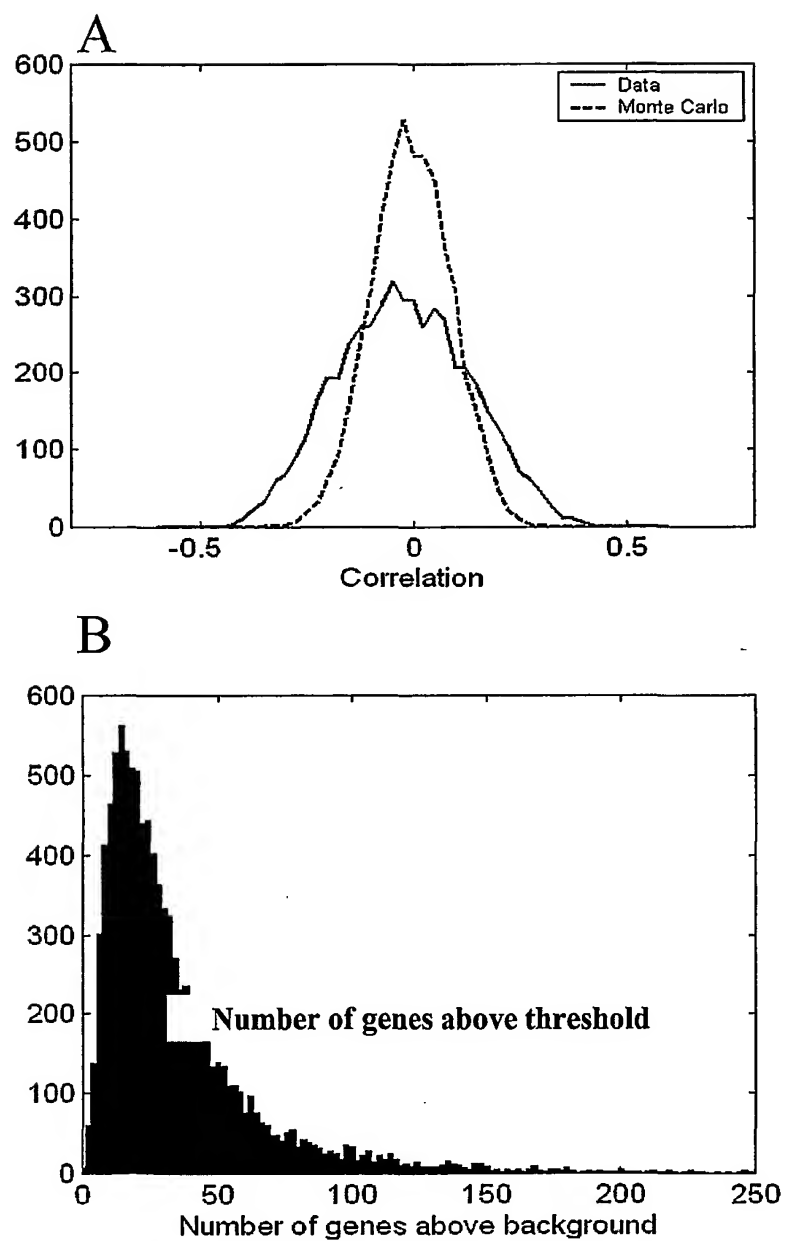 A
600
500
400
300
200
100
0
Data
Monte Carlo
-0.5 0 0.5
Correlation
B
600
500
400
300
200
100
0
Number of genes above threshold
0 50 100 150 200 250
Number of genes above background